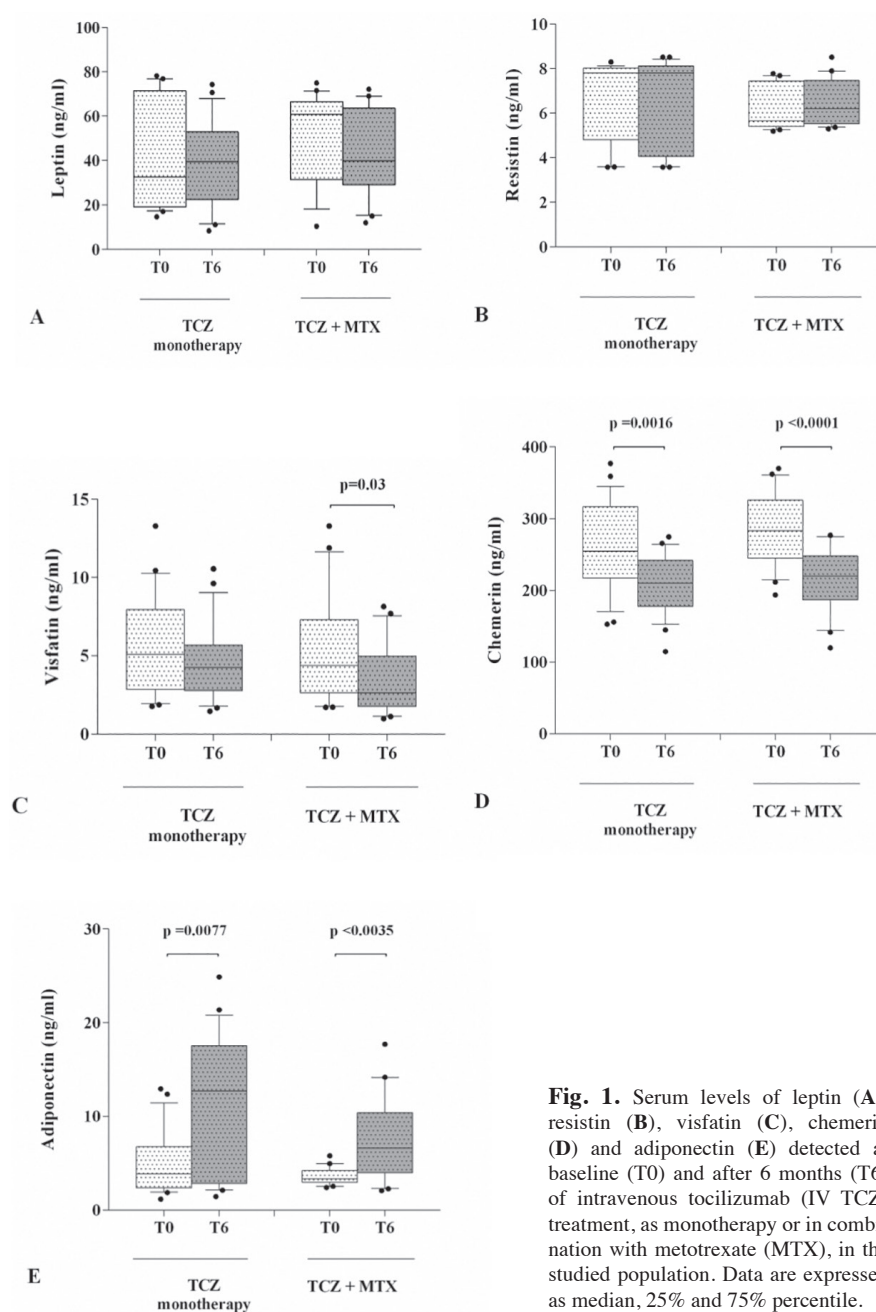 100
80
60
40
20
0
Leptin (ng/ml)
T0 T6 T0 T6
TCZ
monotherapy
TCZ + MTX
A
10
8
6
4
2
0
Resistin (ng/ml)
T0 T6 T0 T6
TCZ
monotherapy
TCZ + MTX
B
p=0.03
15
10
5
0
Visfatin (ng/ml)
T0 T6 T0 T6
TCZ
monotherapy
TCZ + MTX
C
p =0.0016 p <0.0001
400
300
200
100
0
Chemerin (ng/ml)
T0 T6 T0 T6
TCZ
monotherapy
TCZ + MTX
D
p =0.0077 p <0.0035
30
20
10
0
Adiponectin (ng/ml)
T0 T6 T0 T6
TCZ
monotherapy
TCZ + MTX
E
Fig. 1. Serum levels of leptin (A
resistin (B), visfatin (C), chemeri
(D) and adiponectin (E) detected a
baseline (T0) and after 6 months (T6
of intravenous tocilizumab (IV TCZ
treatment, as monotherapy or in combi
nation with metotrexate (MTX), in th
studied population. Data are expresse
as median, 25% and 75% percentile.